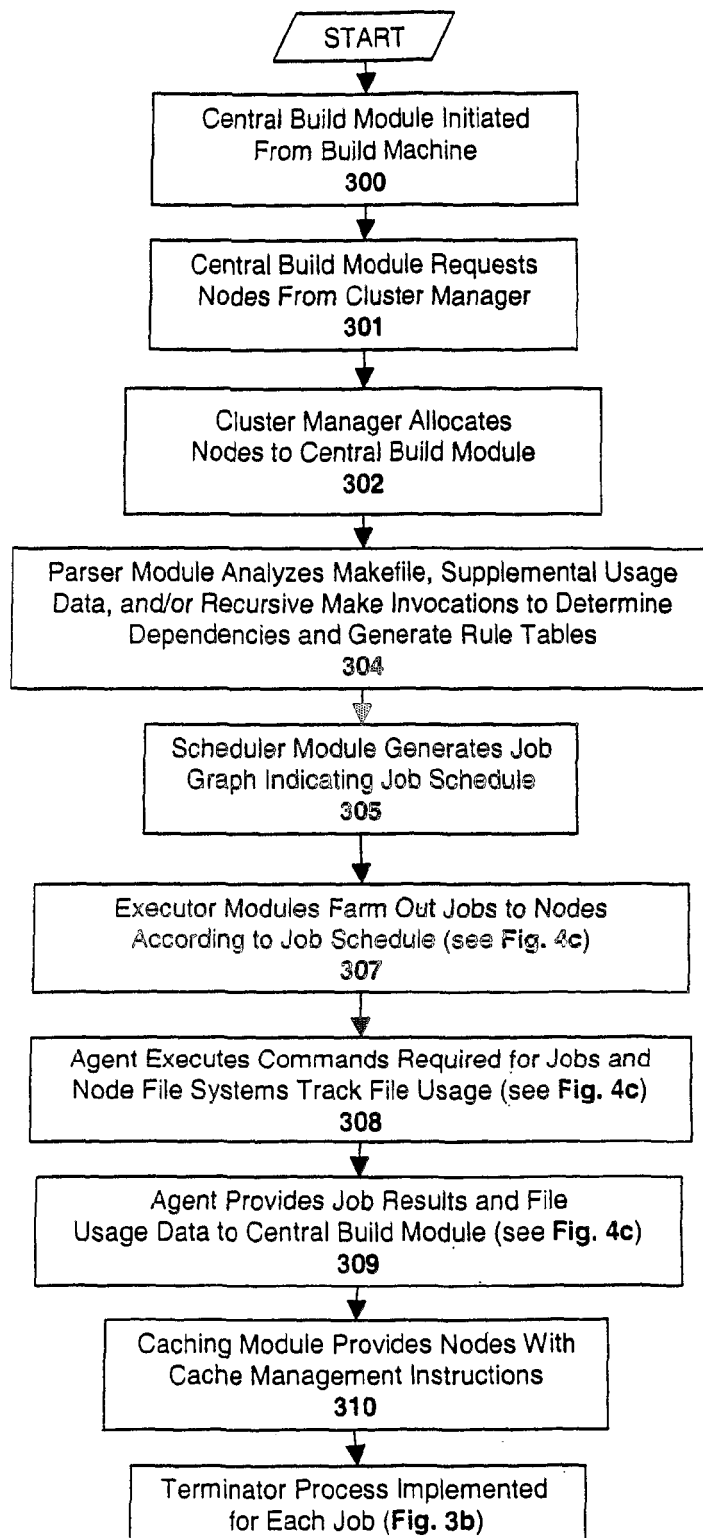 START
Central Build Module Initiated
From Build Machine
300
Central Build Module Requests
Nodes From Cluster Manager
301
Cluster Manager Allocates
Nodes to Central Build Module
302
Parser Module Analyzes Makefile, Supplemental Usage
Data, and/or Recursive Make Invocations to Determine
Dependencies and Generate Rule Tables
304
Scheduler Module Generates Job
Graph Indicating Job Schedule
305
Executor Modules Farm Out Jobs to Nodes
According to Job Schedule (see Fig. 4c)
307
Agent Executes Commands Required for Jobs and
Node File Systems Track File Usage (see Fig. 4c)
308
Agent Provides Job Results and File
Usage Data to Central Build Module (see Fig. 4c)
309
Caching Module Provides Nodes With
Cache Management Instructions
310
Terminator Process Implemented
for Each Job (Fig. 3b)